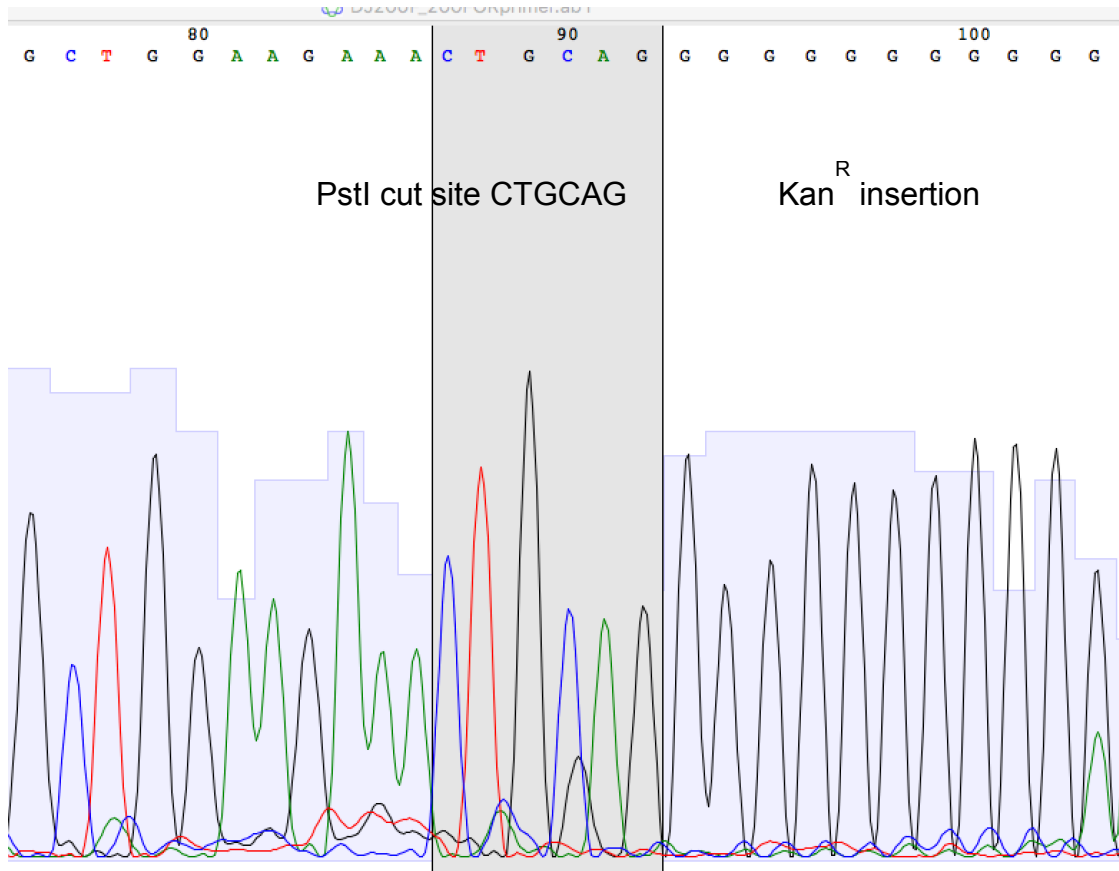 80 90 100
G C T G G A A G A A A C T G C A G G G G G G G G G G G G
PstI cut site CTGCAG Kan^R insertion